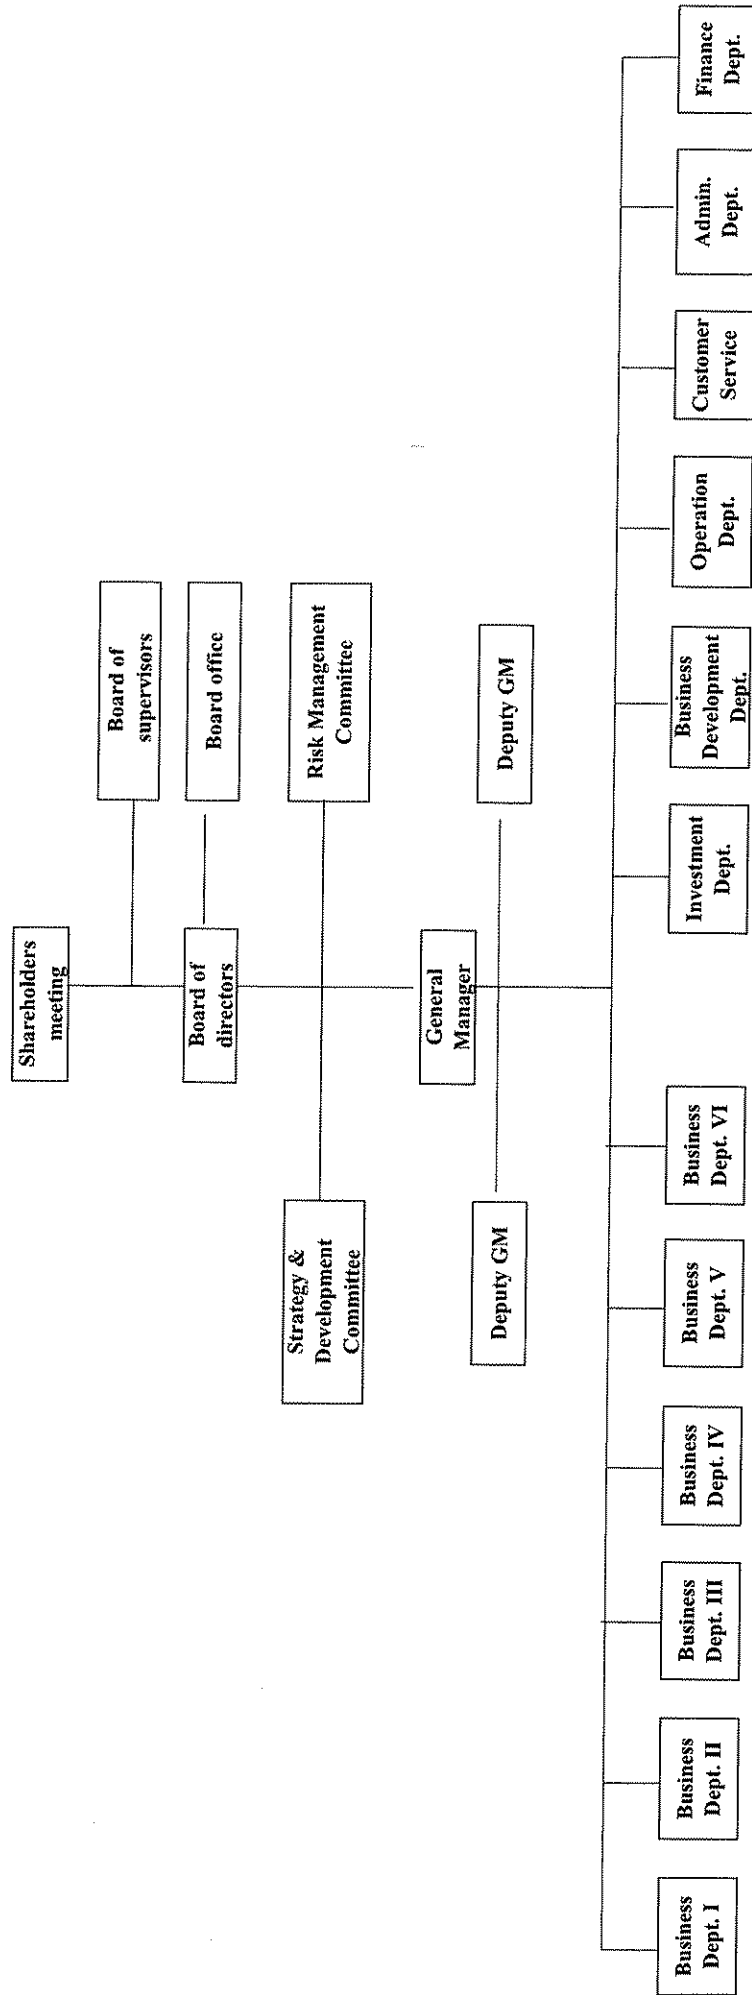 Shareholders
meeting
Board of
supervisors
Board of
directors
Board office
Strategy &
Development
Committee
Risk Management
Committee
General
Manager
Deputy GM
Deputy GM
Business
Dept. I
Business
Dept. II
Business
Dept. III
Business
Dept. IV
Business
Dept. V
Business
Dept. VI
Investment
Dept.
Business
Development
Dept.
Operation
Dept.
Customer
Service
Admin.
Dept.
Finance
Dept.